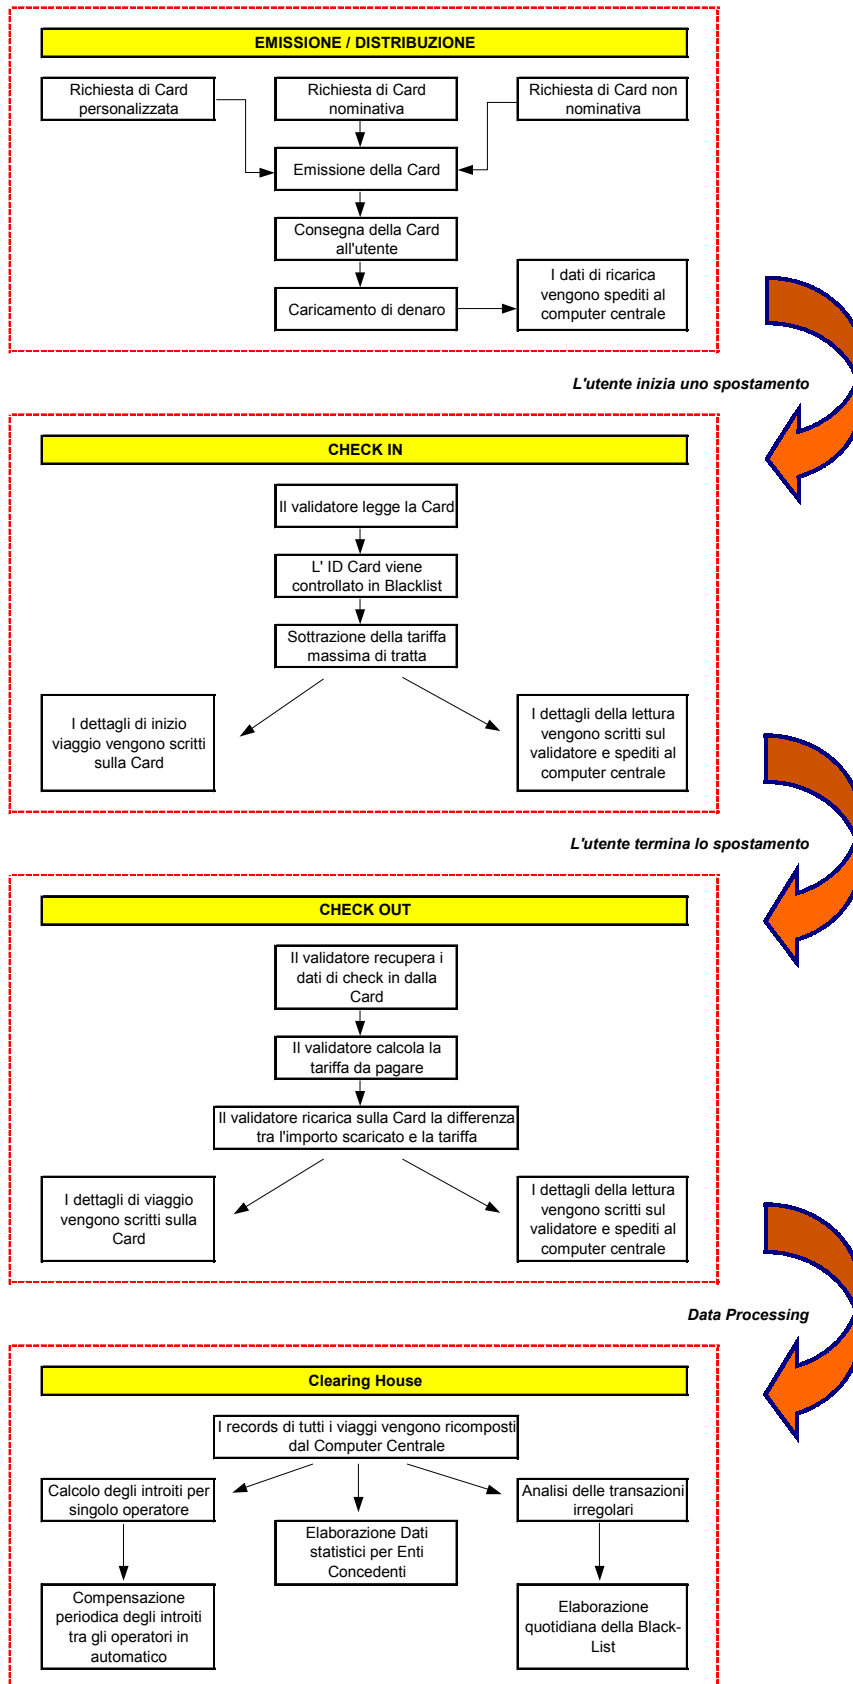 EMISSIONE / DISTRIBUZIONE
Richiesta di Card
personalizzata
Richiesta di Card
nominativa
Richiesta di Card non
nominativa
Emissione della Card
Consegna della Card
all'utente
Caricamento di denaro
I dati di ricarica
vengono spediti al
computer centrale
L'utente inizia uno spostamento
CHECK IN
Il validatore legge la Card
L' ID Card viene
controllato in Blacklist
Sottrazione della tariffa
massima di tratta
I dettagli di inizio
viaggio vengono scritti
sulla Card
I dettagli della lettura
vengono scritti sul
validatore e spediti al
computer centrale
L'utente termina lo spostamento
CHECK OUT
Il validatore recupera i
dati di check in dalla
Card
Il validatore calcola la
tariffa da pagare
Il validatore ricarica sulla Card la differenza
tra l'importo scaricato e la tariffa
I dettagli di viaggio
vengono scritti sulla
Card
I dettagli della lettura
vengono scritti sul
validatore e spediti al
computer centrale
Data Processing
Clearing House
I records di tutti i viaggi vengono ricomposti
dal Computer Centrale
Calcolo degli introiti per
singolo operatore
Elaborazione Dati
statistici per Enti
Concedenti
Analisi delle transazioni
irregolari
Compensazione
periodica degli introiti
tra gli operatori in
automatico
Elaborazione
quotidiana della Black-
List